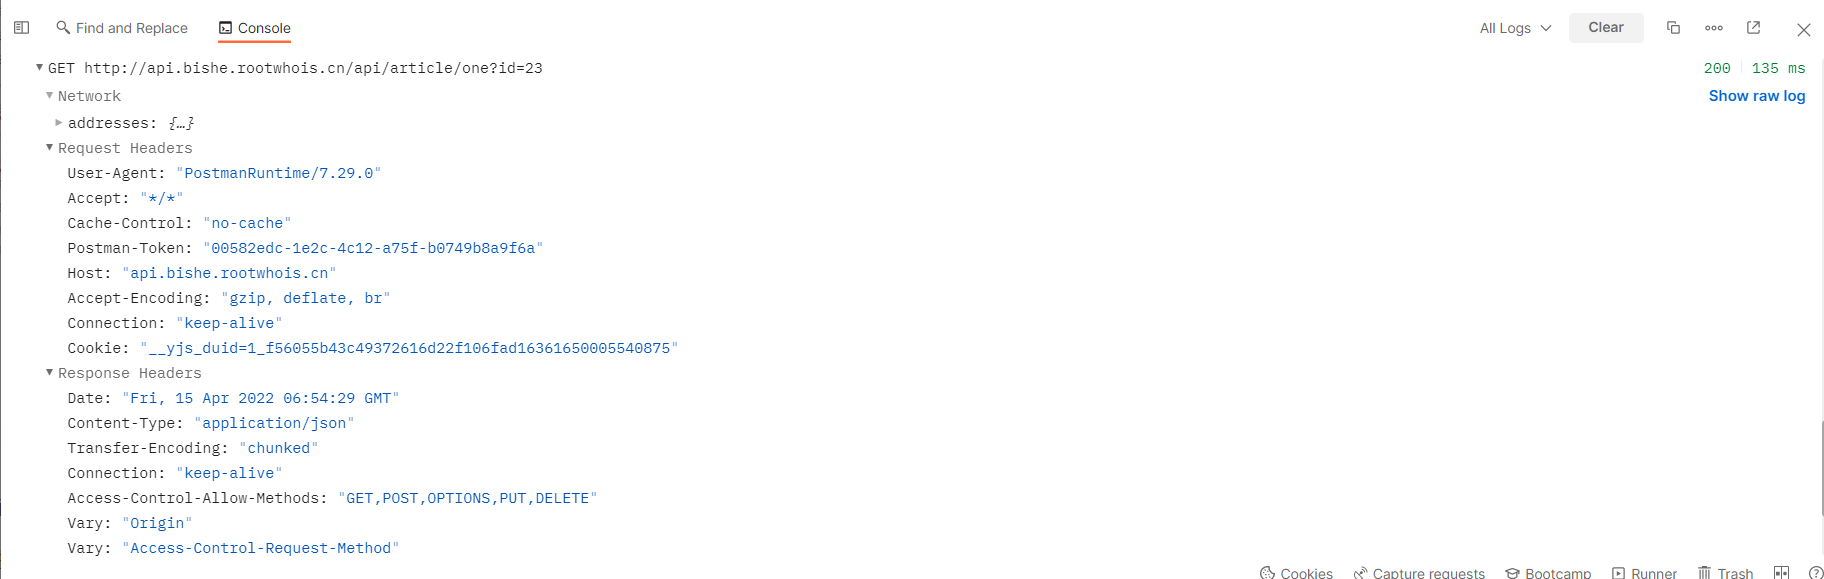 Find and Replace Console All Logs Clear
GET http://api.bishe.rootwhois.cn/api/article/one?id=23 200 135 ms
Network Show raw log
addresses: {…}
Request Headers
User-Agent: "PostmanRuntime/7.29.0"
Accept: "*/*"
Cache-Control: "no-cache"
Postman-Token: "00582edc-1e2c-4c12-a75f-b0749b8a9f6a"
Host: "api.bishe.rootwhois.cn"
Accept-Encoding: "gzip, deflate, br"
Connection: "keep-alive"
Cookie: "__yjs_duid=1_f56055b43c49372616d22f106fad16361650005540875"
Response Headers
Date: "Fri, 15 Apr 2022 06:54:29 GMT"
Content-Type: "application/json"
Transfer-Encoding: "chunked"
Connection: "keep-alive"
Access-Control-Allow-Methods: "GET,POST,OPTIONS,PUT,DELETE"
Vary: "Origin"
Vary: "Access-Control-Request-Method"
Cookies Capture requests Bootcamp Runner Trash